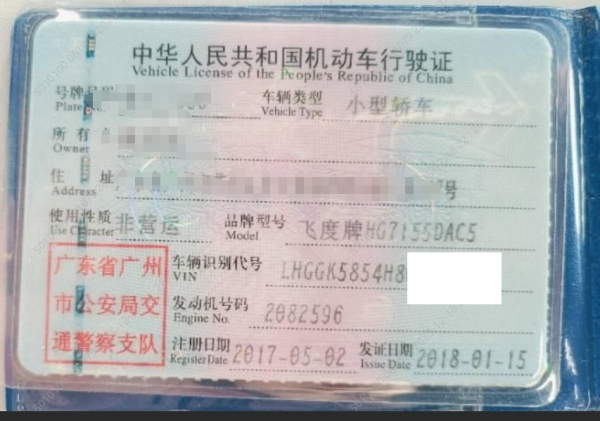 中华人民共和国机动车行驶证
Vehicle License of the People's Republic of China
号牌号码 车辆类型 小型轿车
Plate Vehicle Type
所有人
Owner
住 址 号
Address
使用性质 非营运 品牌型号 飞度牌HG7155DAC5
Use Character Model
广东省广州
市公安局交
通警察支队
车辆识别代号 LHGGK5854H8
VIN
发动机号码 2082596
Engine No.
注册日期 2017-05-02 发证日期 2018-01-15
Register Date Issue Date